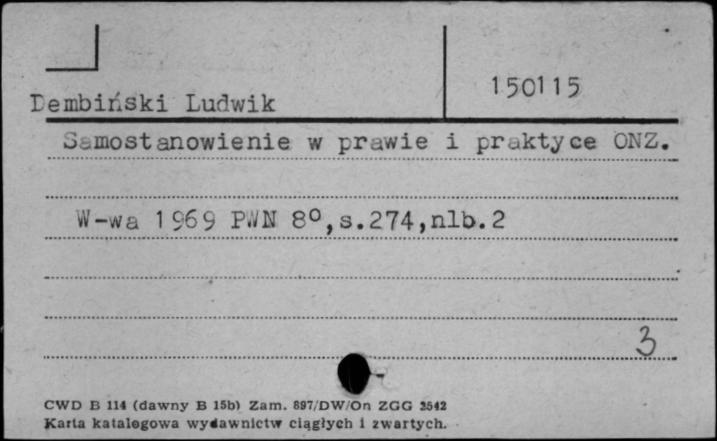 150115
Dembiński Ludwik
Samostanowienie w prawie i praktyce ONZ.
W-wa 1969 PWN 8°,s.274,nlb.2
3
CWD B 114 (dawny B 15b) Zam. 897/DW/On ZGG 3542
Karta katalogowa wydawnictw ciągłych i zwartych.